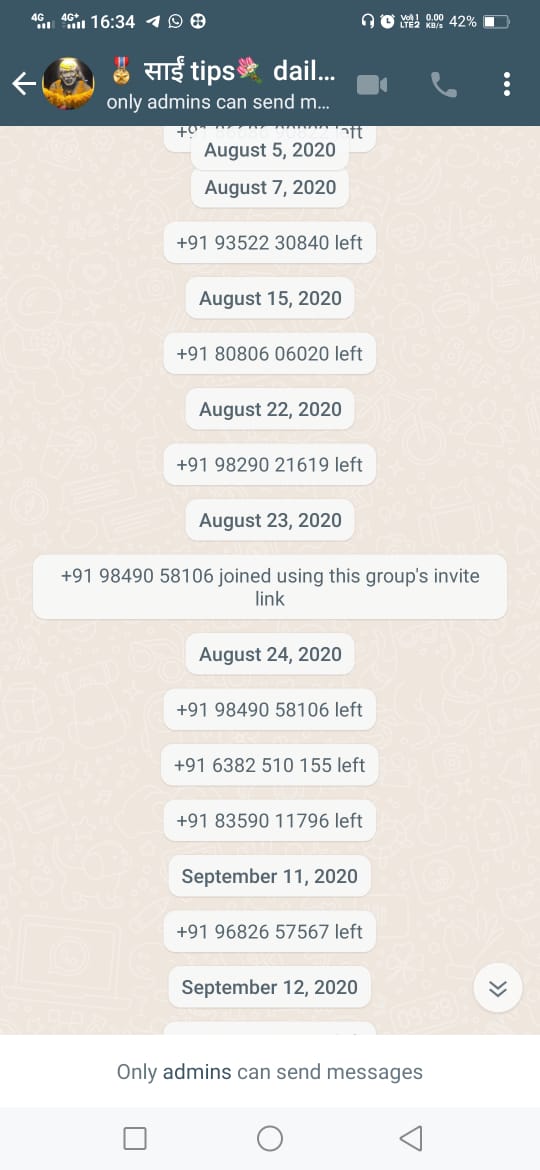 4G 4G+ 16:34 Vo) 1 LTE2 0.00 KB/s 42%
साईं tips dail...
only admins can send m...
August 5, 2020
August 7, 2020
+91 93522 30840 left
August 15, 2020
+91 80806 06020 left
August 22, 2020
+91 98290 21619 left
August 23, 2020
+91 98490 58106 joined using this group's invite
link
August 24, 2020
+91 98490 58106 left
+91 6382 510 155 left
+91 83590 11796 left
September 11, 2020
+91 96826 57567 left
September 12, 2020
Only admins can send messages